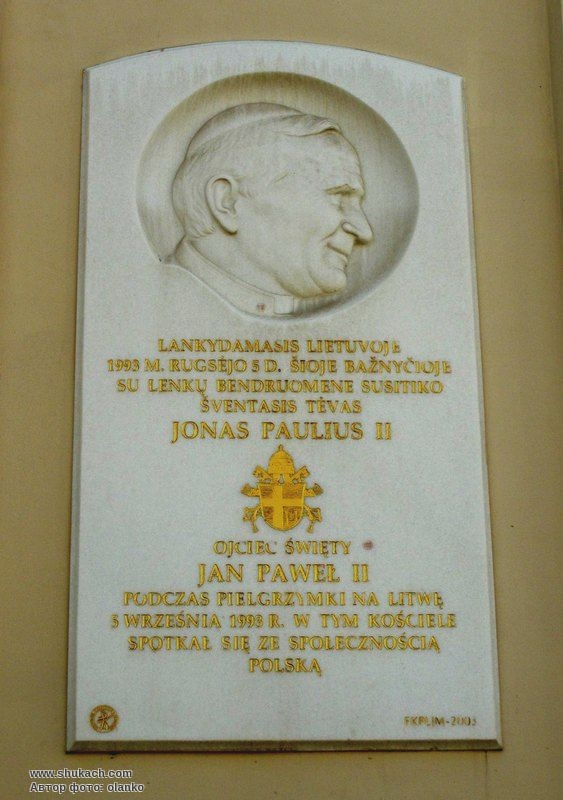 LANKYDAMASIS LIETUVOJE
1993 M. RUGSĖJO 5 D. ŠIOJE BAŽNYČIOJE
SU LENKŲ BENDRUOMENE SUSITIKO
ŠVENTASIS TĖVAS
JONAS PAULIUS II
OJCIEC ŚWIĘTY
JAN PAWEŁ II
PODCZAS PIELGRZYMKI NA LITWĘ
5 WRZEŚNIA 1993 R. W TYM KOŚCIELE
SPOTKAŁ SIĘ ZE SPOŁECZNOŚCIĄ
POLSKĄ
www.shukach.com
Автор фото: olanko